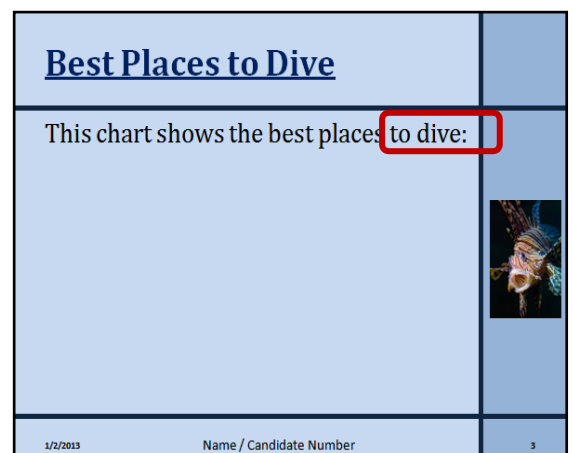 Best Places to Dive
This chart shows the best places to dive:
1/2/2013 Name / Candidate Number 3